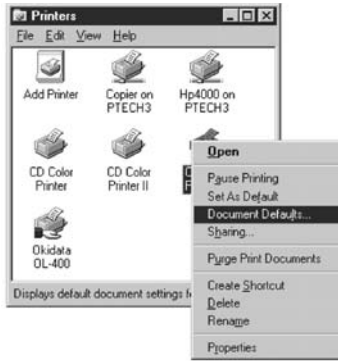 Printers
File Edit View Help
Add Printer
Copier on
PTECH3
Hp4000 on
PTECH3
CD Color
Printer
CD Color
Printer II
Okidata
OL-400
Displays default document settings
Open
Pause Printing
Set As Default
Document Defaults...
Sharing...
Purge Print Documents
Create Shortcut
Delete
Rename
Properties